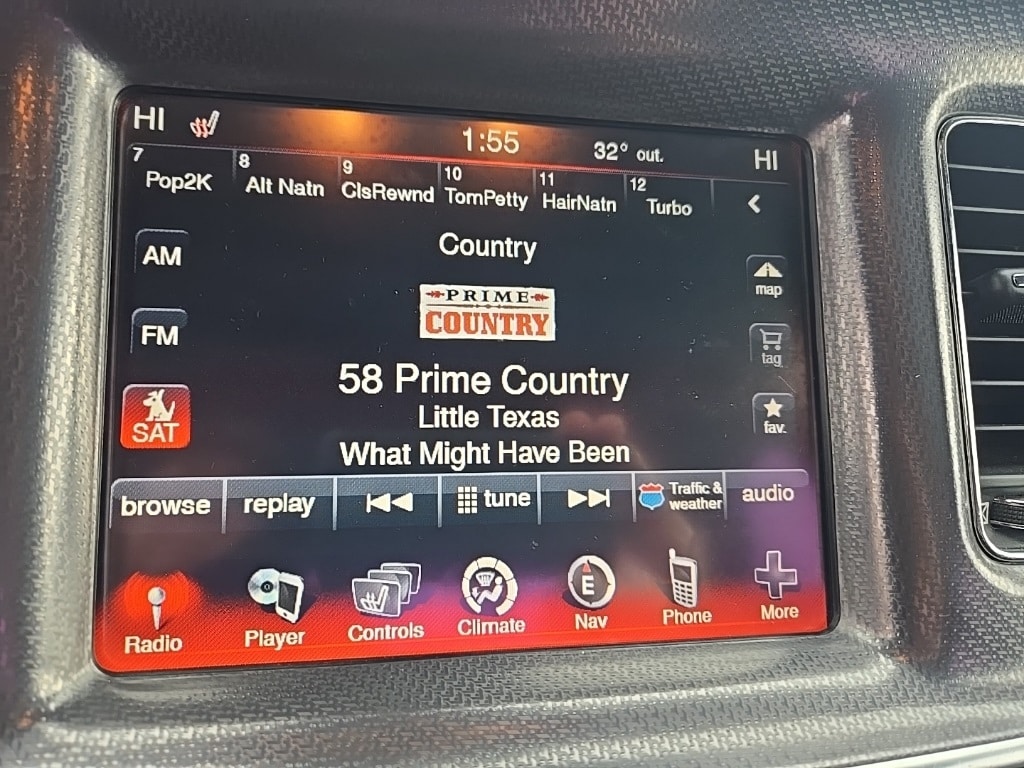 HI 1:55 32° out. HI
7 Pop2K 8 Alt Natn 9 ClsRewnd 10 TomPetty 11 HairNatn 12 Turbo
Country
AM
PRIME
COUNTRY
map
FM
tag
58 Prime Country
SAT
Little Texas
fav.
What Might Have Been
browse replay tune Traffic & weather audio
E
Radio Player Controls Climate Nav Phone More